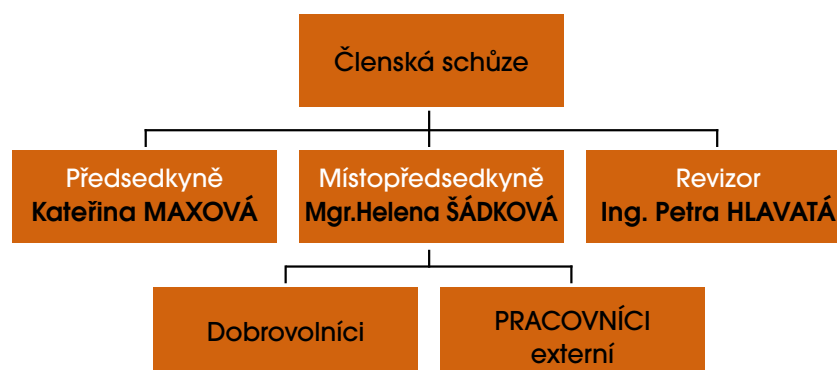 Členská schůze
Předsedkyně
Kateřina MAXOVÁ
Místopředsedkyně
Mgr.Helena ŠÁDKOVÁ
Revizor
Ing. Petra HLAVATÁ
Dobrovolníci
PRACOVNÍCI
externí